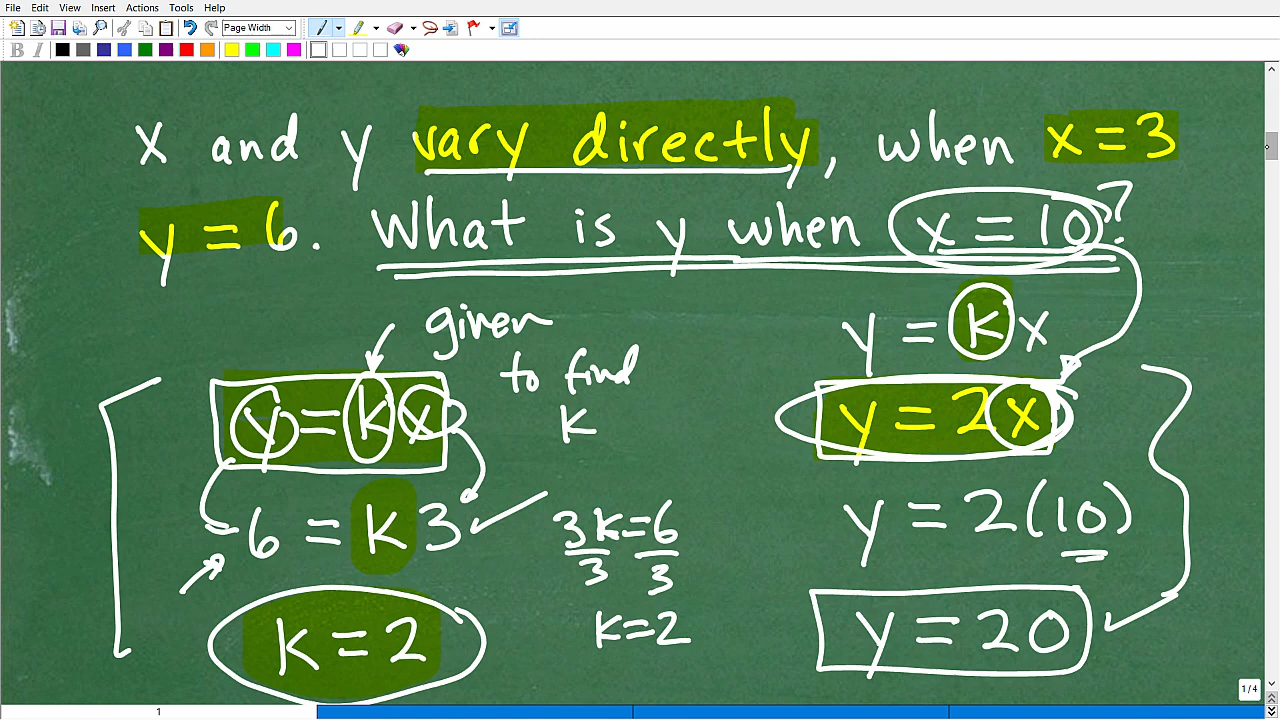 File Edit View Insert Actions Tools Help
Page Width
B I
x and y vary directly, when x = 3
y = 6. What is y when x = 10?
given
to find
k
y = kx
6 = k3
3k=6
3 3
k=2
k = 2
y = kx
y = 2x
y = 2(10)
y = 20
1/4
1